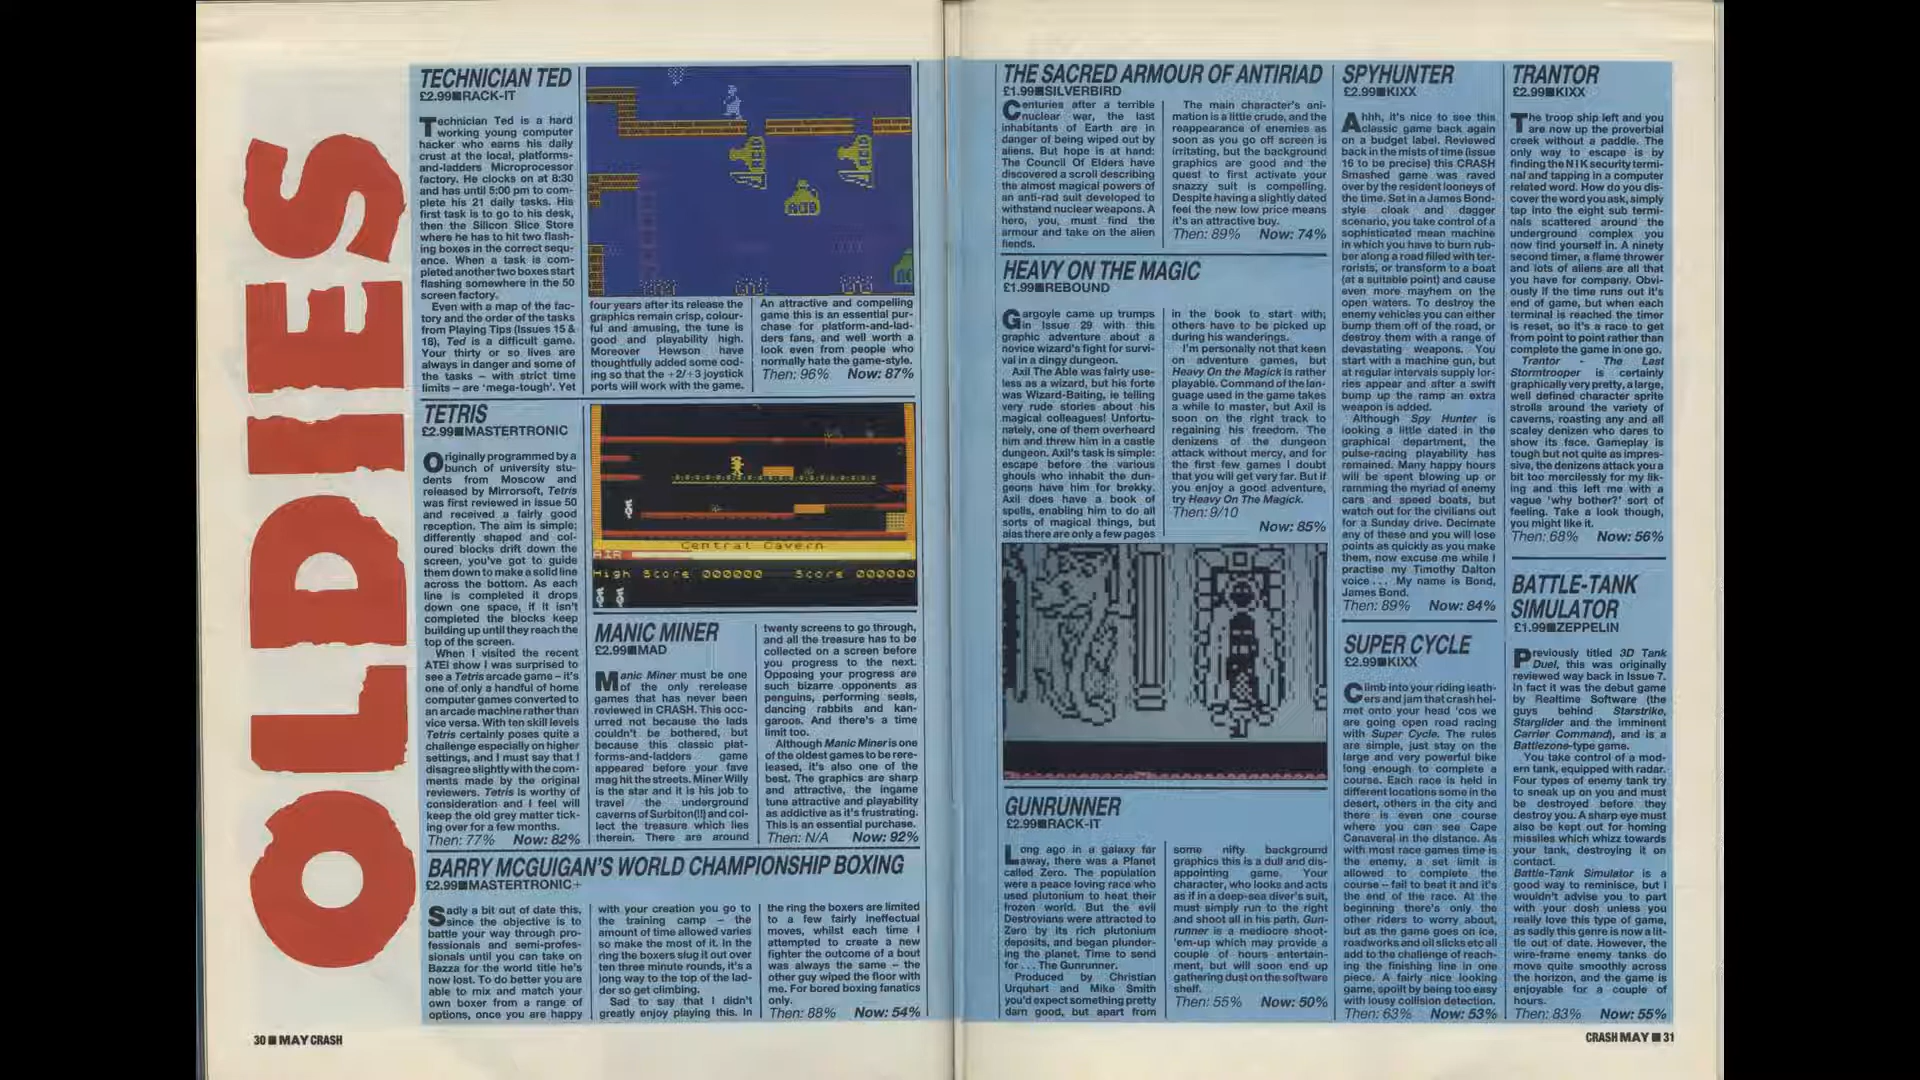 OLDIES
TECHNICIAN TED
£2.99■RACK-IT
Technician Ted is a hard
working young computer
hacker who earns his daily
crust at the local, platforms-
and-ladders Microprocessor
factory. He clocks on at 8:30
and has until 5:00 pm to com-
plete his 21 daily tasks. His
first task is to go to his desk,
then the Silicon Slice Store
where he has to hit two flash-
ing boxes in the correct sequ-
ence. When a task is com-
pleted another two boxes start
flashing somewhere in the 50
screen factory.
Even with a map of the fac-
tory and the order of the tasks
from Playing Tips (Issues 15 &
18), Ted is a difficult game.
Your thirty or so lives are
always in danger and some of
the tasks – with strict time
limits – are 'mega-tough'. Yet
four years after its release the
graphics remain crisp, colour-
ful and amusing, the tune is
good and playability high.
Moreover Hewson have
thoughtfully added some cod-
ing so that the +2/+3 joystick
ports will work with the game.
An attractive and compelling
game this is an essential pur-
chase for platform-and-lad-
ders fans, and well worth a
look even from people who
normally hate the game-style.
Then: 96% Now: 87%
ACID
TETRIS
£2.99■MASTERTRONIC
Originally programmed by a
bunch of university stu-
dents from Moscow and
released by Mirrorsoft, Tetris
was first reviewed in Issue 50
and received a fairly good
reception. The aim is simple:
differently shaped and col-
oured blocks drift down the
screen, you've got to guide
them down to make a solid line
across the bottom. As each
line is completed it drops
down one space, if it isn't
completed the blocks keep
building up until they reach the
top of the screen.
When I visited the recent
ATEI show I was surprised to
see a Tetris arcade game – it's
one of only a handful of home
computer games converted to
an arcade machine rather than
vice versa. With ten skill levels
Tetris certainly poses quite a
challenge especially on higher
settings, and I must say that I
disagree slightly with the com-
ments made by the original
reviewers. Tetris is worthy of
consideration and I feel will
keep the old grey matter tick-
ing over for a few months.
Then: 77% Now: 82%
Central Cavern
AIR
High Score 000000 Score 000000
MANIC MINER
£2.99■MAD
Manic Miner must be one
of the only rerelease
games that has never been
reviewed in CRASH. This occ-
urred not because the lads
couldn't be bothered, but
because this classic plat-
forms-and-ladders game
appeared before your fave
mag hit the streets. Miner Willy
is the star and it is his job to
travel the underground
caverns of Surbiton(!!) and col-
lect the treasure which lies
therein. There are around
twenty screens to go through,
and all the treasure has to be
collected on a screen before
you progress to the next.
Opposing your progress are
such bizarre opponents as
penguins, performing seals,
dancing rabbits and kan-
garoos. And there's a time
limit too.
Although Manic Miner is one
of the oldest games to be rere-
leased, it's also one of the
best. The graphics are sharp
and attractive, the ingame
tune attractive and playability
as addictive as it's frustrating.
This is an essential purchase.
Then: N/A Now: 92%
BARRY MCGUIGAN'S WORLD CHAMPIONSHIP BOXING
£2.99■MASTERTRONIC+
Sadly a bit out of date this,
since the objective is to
battle your way through pro-
fessionals and semi-profes-
sionals until you can take on
Bazza for the world title he's
now lost. To do better you are
able to mix and match your
own boxer from a range of
options, once you are happy
with your creation you go to
the training camp – the
amount of time allowed varies
so make the most of it. In the
ring the boxers slug it out over
ten three minute rounds, it's a
long way to the top of the lad-
der so get climbing.
Sad to say that I didn't
greatly enjoy playing this. In
the ring the boxers are limited
to a few fairly ineffectual
moves, whilst each time I
attempted to create a new
fighter the outcome of a bout
was always the same – the
other guy wiped the floor with
me. For bored boxing fanatics
only.
Then: 88% Now: 54%
30■MAY CRASH
THE SACRED ARMOUR OF ANTIRIAD
£1.99■SILVERBIRD
Centuries after a terrible
nuclear war, the last
inhabitants of Earth are in
danger of being wiped out by
aliens. But hope is at hand:
The Council Of Elders have
discovered a scroll describing
the almost magical powers of
an anti-rad suit developed to
withstand nuclear weapons. A
hero, you, must find the
armour and take on the alien
fiends.
The main character's ani-
mation is a little crude, and the
reappearance of enemies as
soon as you go off screen is
irritating, but the background
graphics are good and the
quest to first activate your
snazzy suit is compelling.
Despite having a slightly dated
feel the new low price means
it's an attractive buy.
Then: 89% Now: 74%
HEAVY ON THE MAGIC
£1.99■REBOUND
Gargoyle came up trumps
in Issue 29 with this
graphic adventure about a
novice wizard's fight for survi-
val in a dingy dungeon.
Axil The Able was fairly use-
less as a wizard, but his forte
was Wizard-Baiting, ie telling
very rude stories about his
magical colleagues! Unfortu-
nately, one of them overheard
him and threw him in a castle
dungeon. Axil's task is simple:
escape before the various
ghouls who inhabit the dun-
geons have him for brekky.
Axil does have a book of
spells, enabling him to do all
sorts of magical things, but
alas there are only a few pages
in the book to start with;
others have to be picked up
during his wanderings.
I'm personally not that keen
on adventure games, but
Heavy On the Magick is rather
playable. Command of the lan-
guage used in the game takes
a while to master, but Axil is
soon on the right track to
regaining his freedom. The
denizens of the dungeon
attack without mercy, and for
the first few games I doubt
that you will get very far. But if
you enjoy a good adventure,
try Heavy On The Magick.
Then: 9/10
Now: 85%
GUNRUNNER
£2.99■RACK-IT
Long ago in a galaxy far
away, there was a Planet
called Zero. The population
were a peace loving race who
used plutonium to heat their
frozen world. But the evil
Destrovians were attracted to
Zero by its rich plutonium
deposits, and began plunder-
ing the planet. Time to send
for . . . The Gunrunner.
Produced by Christian
Urquhart and Mike Smith
you'd expect something pretty
darn good, but apart from
some nifty background
graphics this is a dull and dis-
appointing game. Your
character, who looks and acts
as if in a deep-sea diver's suit,
must simply run to the right
and shoot all in his path. Gun-
runner is a mediocre shoot-
'em-up which may provide a
couple of hours entertain-
ment, but will soon end up
gathering dust on the software
shelf.
Then: 55% Now: 50%
SPYHUNTER
£2.99■KIXX
Ahhh, it's nice to see this
classic game back again
on a budget label. Reviewed
back in the mists of time (issue
16 to be precise) this CRASH
Smashed game was raved
over by the resident looneys of
the time. Set in a James Bond-
style cloak and dagger
scenario, you take control of a
sophisticated mean machine
in which you have to burn rub-
ber along a road filled with ter-
rorists, or transform to a boat
(at a suitable point) and cause
even more mayhem on the
open waters. To destroy the
enemy vehicles you can either
bump them off of the road, or
destroy them with a range of
devastating weapons. You
start with a machine gun, but
at regular intervals supply lor-
ries appear and after a swift
bump up the ramp an extra
weapon is added.
Although Spy Hunter is
looking a little dated in the
graphical department, the
pulse-racing playability has
remained. Many happy hours
will be spent blowing up or
ramming the myriad of enemy
cars and speed boats, but
watch out for the civilians out
for a Sunday drive. Decimate
any of these and you will lose
points as quickly as you make
them, now excuse me while I
practise my Timothy Dalton
voice . . . My name is Bond,
James Bond.
Then: 89% Now: 84%
SUPER CYCLE
£2.99■KIXX
Climb into your riding leath-
ers and jam that crash hel-
met onto your head 'cos we
are going open road racing
with Super Cycle. The rules
are simple, just stay on the
large and very powerful bike
long enough to complete a
course. Each race is held in
different locations some in the
desert, others in the city and
there is even one course
where you can see Cape
Canaveral in the distance. As
with most race games time is
the enemy, a set limit is
allowed to complete the
course – fail to beat it and it's
the end of the race. At the
beginning there's only the
other riders to worry about,
but as the game goes on ice,
roadworks and oil slicks etc all
add to the challenge of reach-
ing the finishing line in one
piece. A fairly nice looking
game, spoilt by being too easy
with lousy collision detection.
Then: 63% Now: 53%
TRANTOR
£2.99■KIXX
The troop ship left and you
are now up the proverbial
creek without a paddle. The
only way to escape is by
finding the NiK security termi-
nal and tapping in a computer
related word. How do you dis-
cover the word you ask, simply
tap into the eight sub termi-
nals scattered around the
underground complex you
now find yourself in. A ninety
second timer, a flame thrower
and lots of aliens are all that
you have for company. Obvi-
ously if the time runs out it's
end of game, but when each
terminal is reached the timer
is reset, so it's a race to get
from point to point rather than
complete the game in one go.
Trantor - The Last
Stormtrooper is certainly
graphically very pretty, a large,
well defined character sprite
strolls around the variety of
caverns, roasting any and all
scaley denizen who dares to
show its face. Gameplay is
tough but not quite as impres-
sive, the denizens attack you a
bit too mercilessly for my lik-
ing and this left me with a
vague 'why bother?' sort of
feeling. Take a look though,
you might like it.
Then: 68% Now: 56%
BATTLE-TANK
SIMULATOR
£1.99■ZEPPELIN
Previously titled 3D Tank
Duel, this was originally
reviewed way back in Issue 7.
In fact it was the debut game
by Realtime Software (the
guys behind Starstrike,
Starglider and the imminent
Carrier Command), and is a
Battlezone-type game.
You take control of a mod-
ern tank, equipped with radar.
Four types of enemy tank try
to sneak up on you and must
be destroyed before they
destroy you. A sharp eye must
also be kept out for homing
missiles which whizz towards
your tank, destroying it on
contact.
Battle-Tank Simulator is a
good way to reminisce, but I
wouldn't advise you to part
with your dosh unless you
really love this type of game,
as sadly this genre is now a lit-
tle out of date. However, the
wire-frame enemy tanks do
move quite smoothly across
the horizon, and the game is
enjoyable for a couple of
hours.
Then: 83% Now: 55%
CRASH MAY■31